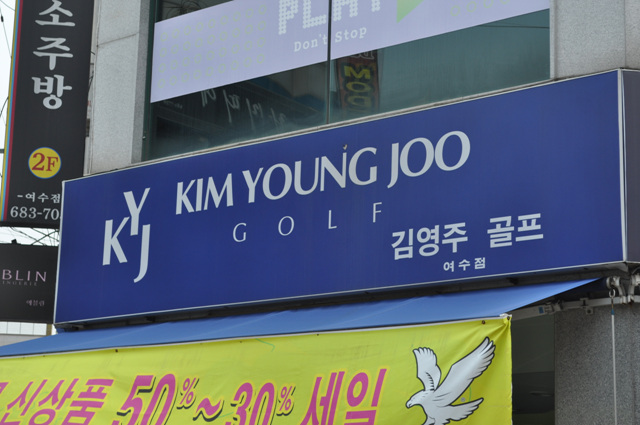 PLAY
Don't Stop
소주방
2F
-여수점-
683-70
KYJ
KIM YOUNG JOO
GOLF
김영주 골프
여수점
BLIN
신상품 50%~30% 세일